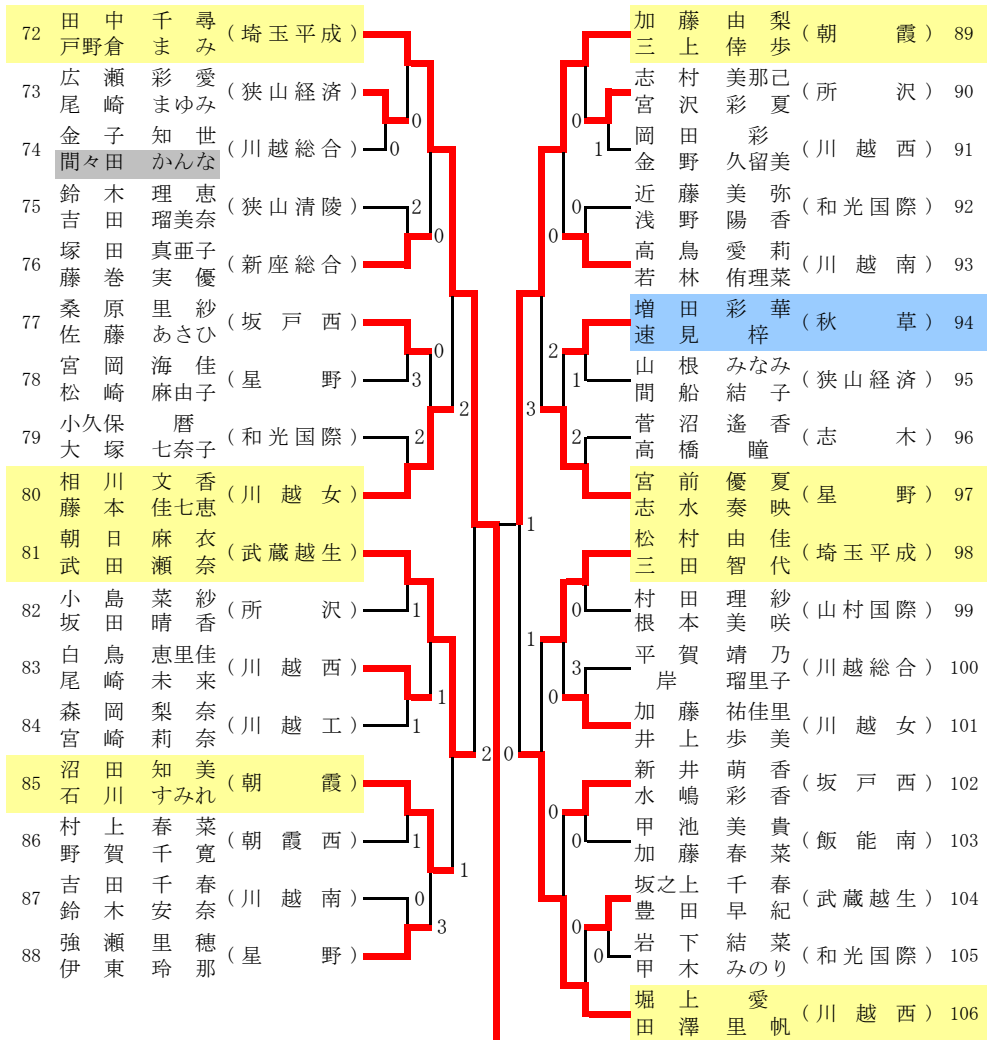 72 田中千尋 (埼玉平成)
戸野倉まみ
73 広瀬彩愛 (狭山経済)
尾崎まゆみ
0
74 金子知世 (川越総合)
間々田かんな
0
75 鈴木理恵 (狭山清陵)
吉田瑠美奈
2
0
76 塚田真亜子 (新座総合)
藤巻実優
77 桑原里紗 (坂戸西)
佐藤あさひ
0
78 宮岡海佳 (星野)
松崎麻由子
3
2
79 小久保暦 (和光国際)
大塚七奈子
2
80 相川文香 (川越女)
藤本佳七恵
81 朝日麻衣 (武蔵越生)
武田瀬奈
82 小島菜紗 (所沢)
坂田晴香
1
83 白鳥恵里佳 (川越西)
尾崎未来
1
84 森岡梨奈 (川越工)
宮崎莉奈
1
2
85 沼田知美 (朝霞)
石川すみれ
86 村上春菜 (朝霞西)
野賀千寛
1
1
87 吉田千春 (川越南)
鈴木安奈
0
3
88 強瀬里穂 (星野)
伊東玲那
1
0
加藤由梨 (朝霞) 89
三上倖歩
志村美那己 (所沢) 90
宮沢彩夏
0
岡田彩 (川越西) 91
金野久留美
1
近藤美弥 (和光国際) 92
浅野陽香
0
0
高鳥愛莉 (川越南) 93
若林侑理菜
増田彩華 (秋草) 94
速見梓
2
山根みなみ (狭山経済) 95
間船結子
1
3
菅沼遙香 (志木) 96
高橋瞳
2
宮前優夏 (星野) 97
志水奏映
松村由佳 (埼玉平成) 98
三田智代
村田理紗 (山村国際) 99
根本美咲
0
1
平賀靖乃 (川越総合) 100
岸瑠里子
3
0
加藤祐佳里 (川越女) 101
井上歩美
新井萌香 (坂戸西) 102
水嶋彩香
0
甲池美貴 (飯能南) 103
加藤春菜
0
坂之上千春 (武蔵越生) 104
豊田早紀
0
岩下結菜 (和光国際) 105
甲木みのり
0
堀上愛 (川越西) 106
田澤里帆